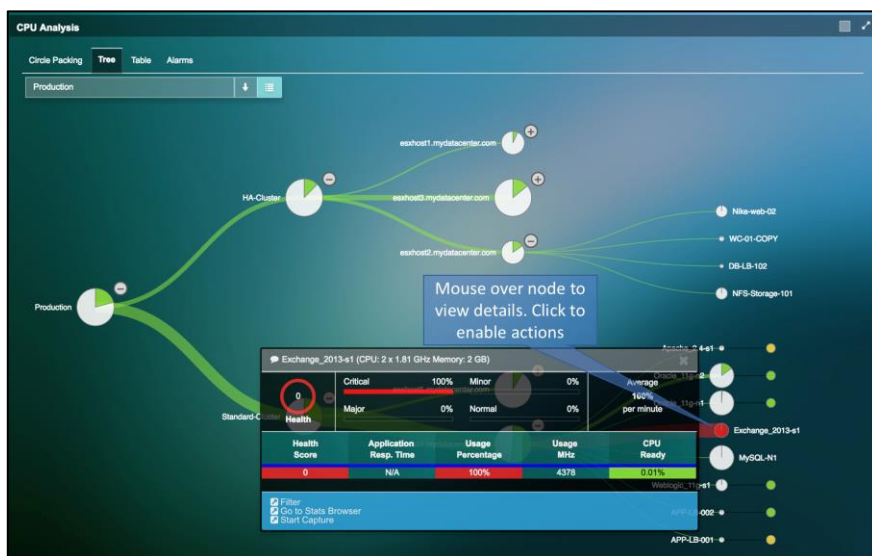 CPU Analysis
Circle Packing Tree Table Alarms
Production
esxhost1.mydatacenter.com
HA-Cluster
esxhost3.mydatacenter.com
esxhost2.mydatacenter.com
Nike-web-02
WC-01-COPY
DB-LB-102
NFS-Storage-101
Production
Mouse over node to
view details. Click to
enable actions
Exchange_2013-s1 (CPU: 2 x 1.81 GHz Memory: 2 GB)
Critical 100% Minor 0%
Average
0
100%
Major 0% Normal 0%
per minute
Health
Standard-Cluster
Exchange_2013-s1
MySQL-N1
Health
Score
Application
Resp. Time
Usage
Percentage
Usage
MHz
CPU
Ready
0 N/A 100% 4378 0.01%
Weblogic_11g-s1
Filter
Go to Stats Browser
Start Capture
APP-LB-002
APP-LB-001